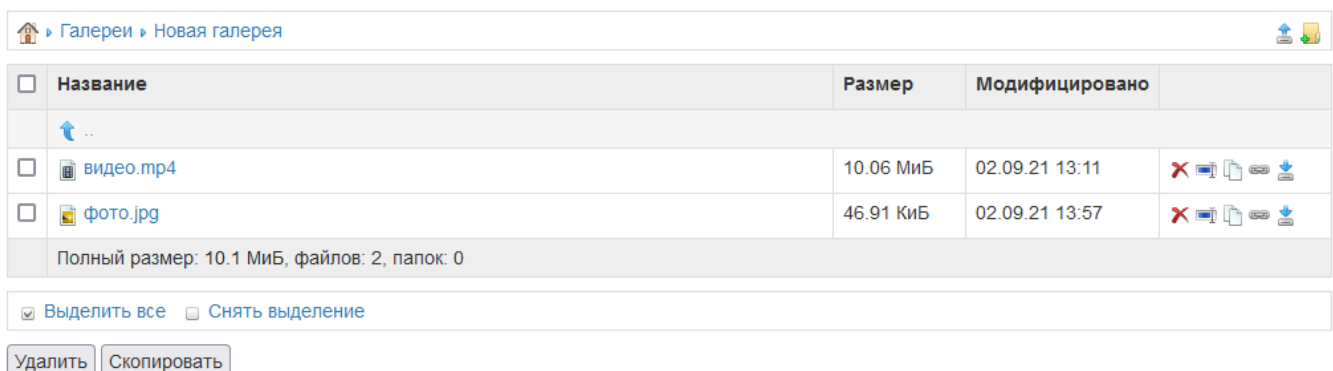 Галереи Новая галерея
Название Размер Модифицировано
..
видео.mp4 10.06 МиБ 02.09.21 13:11
фото.jpg 46.91 КиБ 02.09.21 13:57
Полный размер: 10.1 МиБ, файлов: 2, папок: 0
Выделить все Снять выделение
Удалить Скопировать